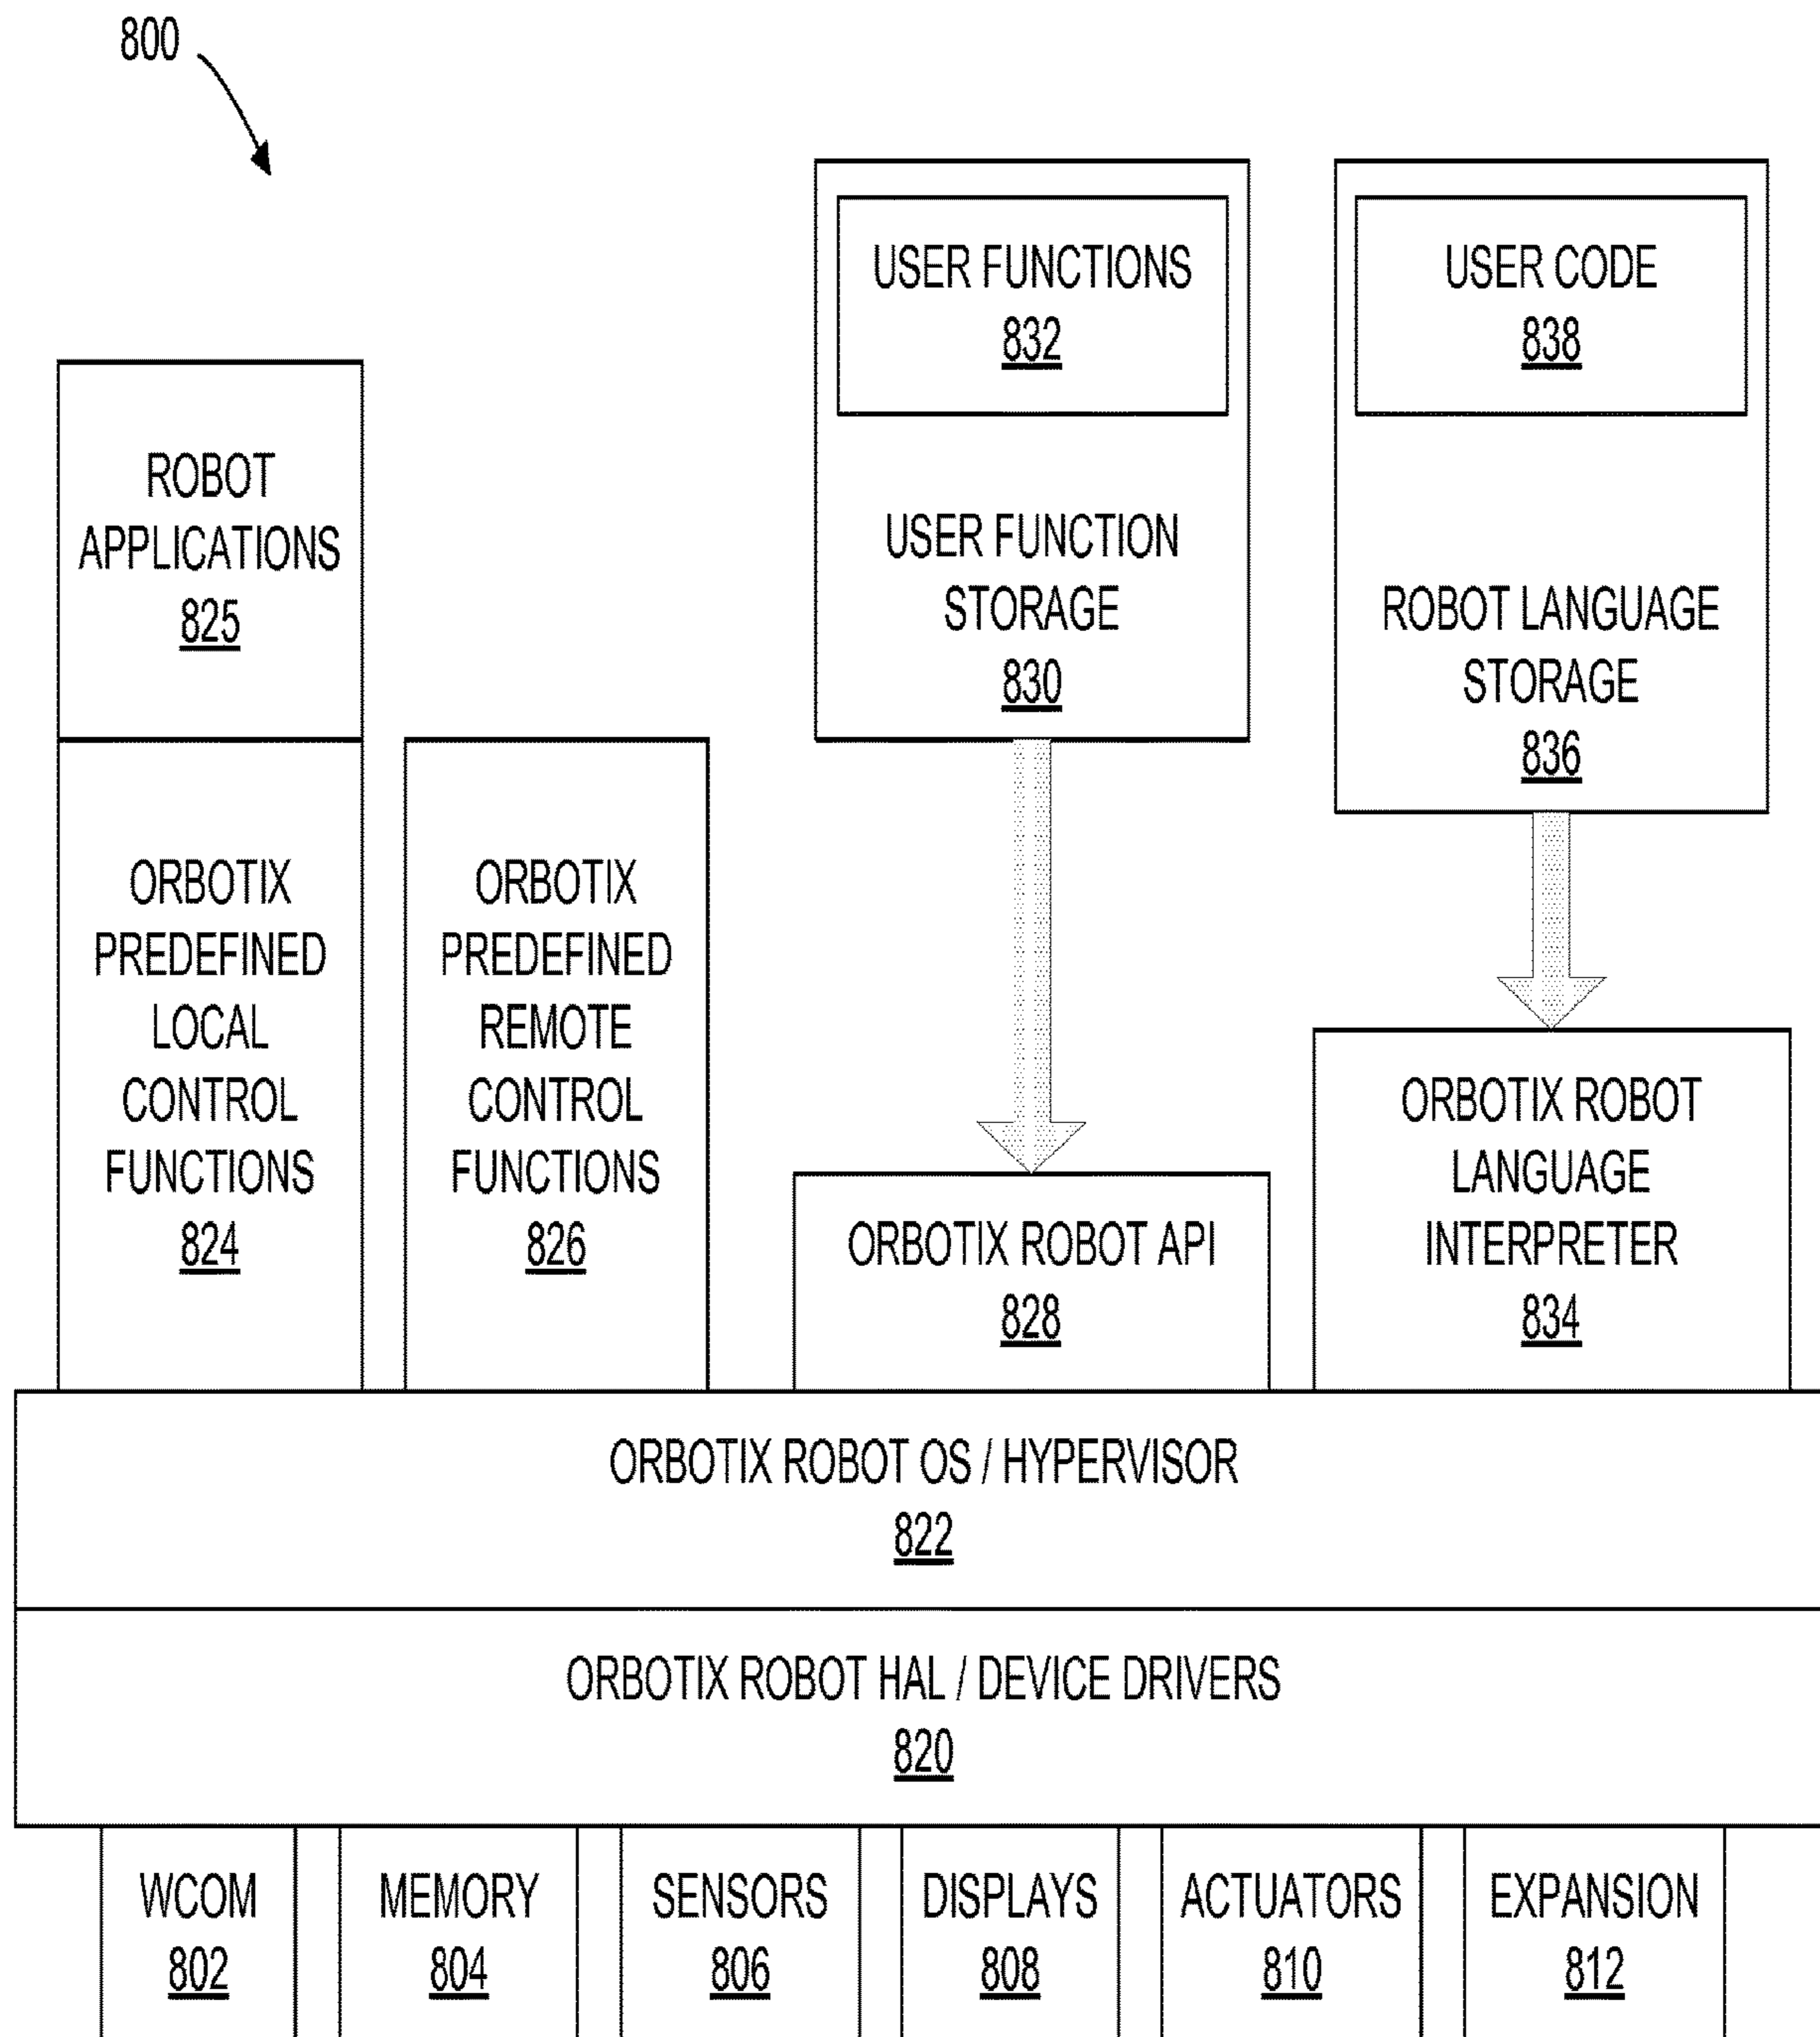 800
USER FUNCTIONS
832
USER FUNCTION
STORAGE
830
USER CODE
838
ROBOT LANGUAGE
STORAGE
836
ROBOT
APPLICATIONS
825
ORBOTIX
PREDEFINED
LOCAL
CONTROL
FUNCTIONS
824
ORBOTIX
PREDEFINED
REMOTE
CONTROL
FUNCTIONS
826
ORBOTIX ROBOT API
828
ORBOTIX ROBOT
LANGUAGE
INTERPRETER
834
ORBOTIX ROBOT OS / HYPERVISOR
822
ORBOTIX ROBOT HAL / DEVICE DRIVERS
820
WCOM
802
MEMORY
804
SENSORS
806
DISPLAYS
808
ACTUATORS
810
EXPANSION
812